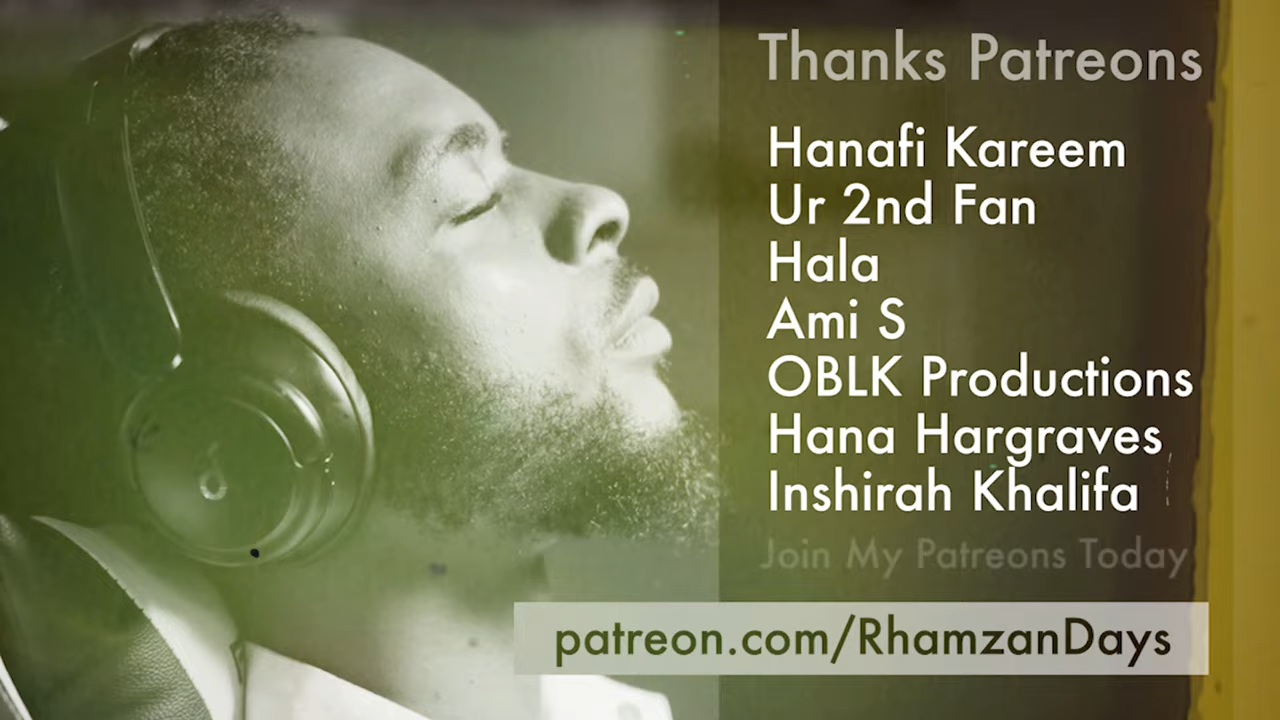 Thanks Patreons
Hanafi Kareem
Ur 2nd Fan
Hala
Ami S
OBLK Productions
Hana Hargraves
Inshirah Khalifa
Join My Patreons Today
patreon.com/RhamzanDays